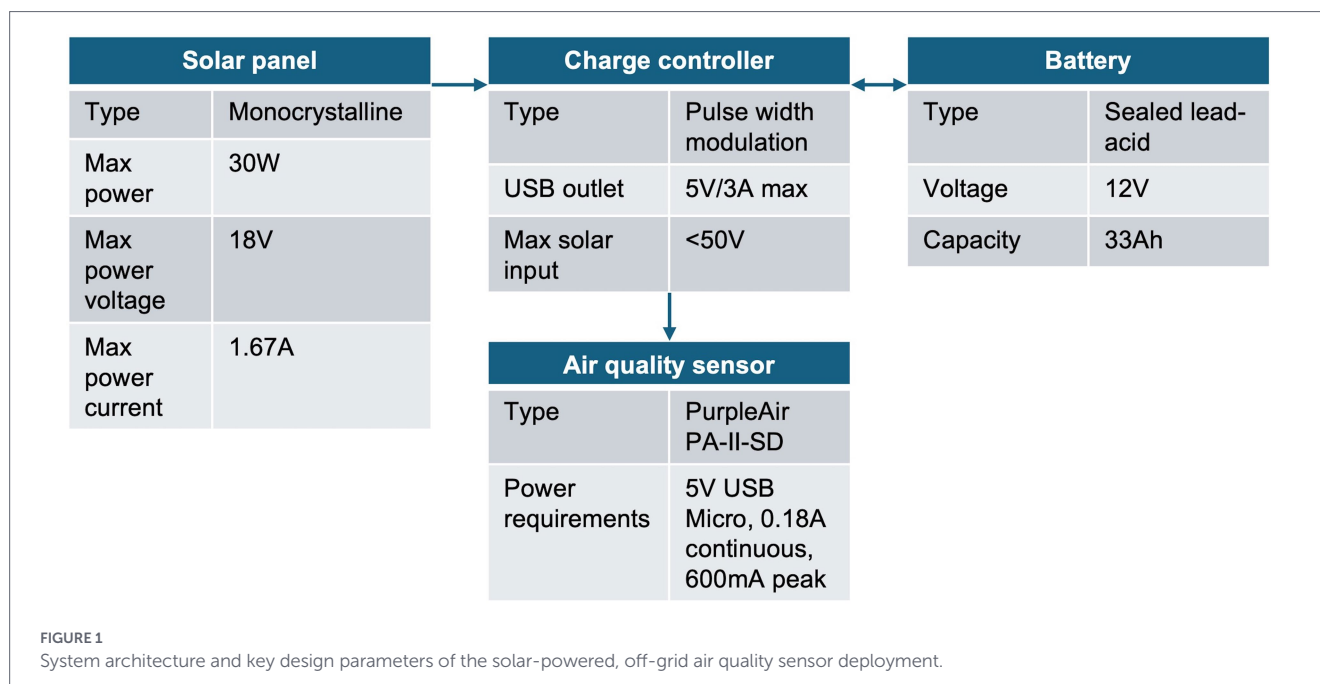 Solar panel
Type Monocrystalline
Max
power 30W
Max
power
voltage 18V
Max
power
current 1.67A
Charge controller
Type Pulse width
modulation
USB outlet 5V/3A max
Max solar
input <50V
Battery
Type Sealed lead-
acid
Voltage 12V
Capacity 33Ah
Air quality sensor
Type PurpleAir
PA-II-SD
Power
requirements 5V USB
Micro, 0.18A
continuous,
600mA peak
FIGURE 1
System architecture and key design parameters of the solar-powered, off-grid air quality sensor deployment.